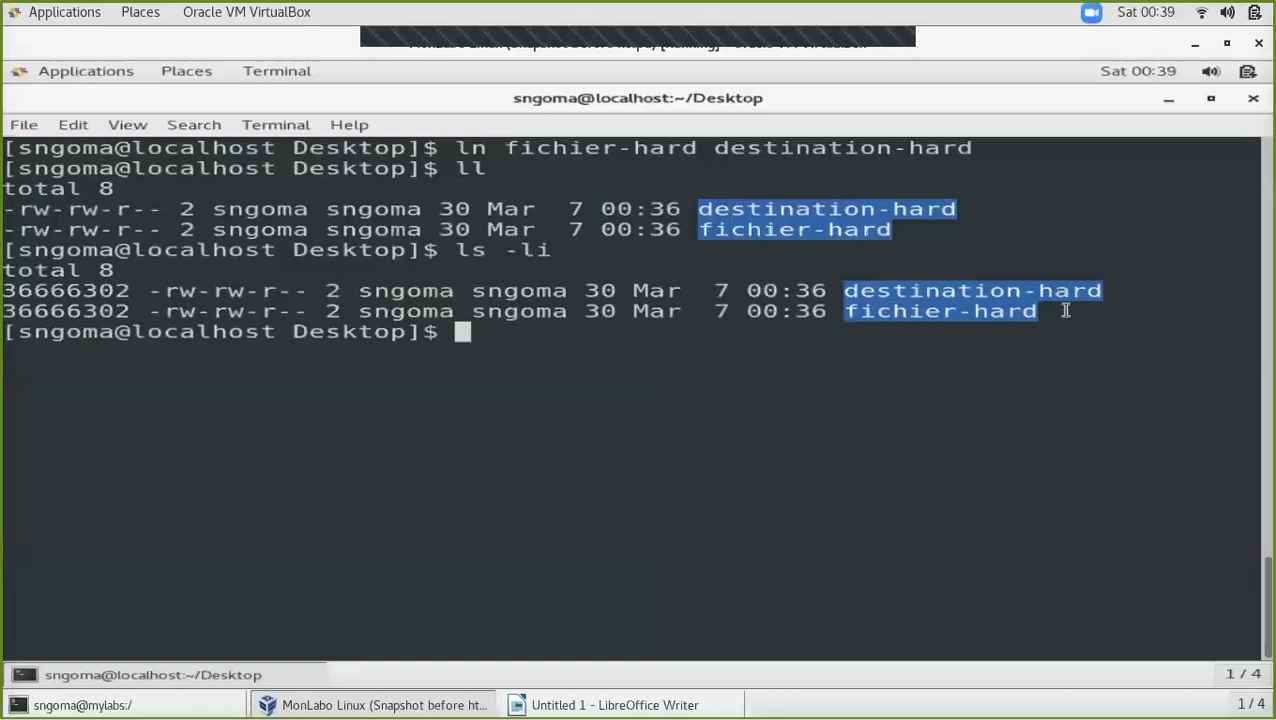 Applications Places Oracle VM VirtualBox Sat 00:39
Applications Places Terminal Sat 00:39
sngoma@localhost:~/Desktop
File Edit View Search Terminal Help
[sngoma@localhost Desktop]$ ln fichier-hard destination-hard
[sngoma@localhost Desktop]$ ll
total 8
-rw-rw-r-- 2 sngoma sngoma 30 Mar  7 00:36 destination-hard
-rw-rw-r-- 2 sngoma sngoma 30 Mar  7 00:36 fichier-hard
[sngoma@localhost Desktop]$ ls -li
total 8
36666302 -rw-rw-r-- 2 sngoma sngoma 30 Mar  7 00:36 destination-hard
36666302 -rw-rw-r-- 2 sngoma sngoma 30 Mar  7 00:36 fichier-hard
[sngoma@localhost Desktop]$
sngoma@localhost:~/Desktop 1 / 4
sngoma@mylabs:/ MonLabo Linux (Snapshot before ht... Untitled 1 - LibreOffice Writer 1 / 4